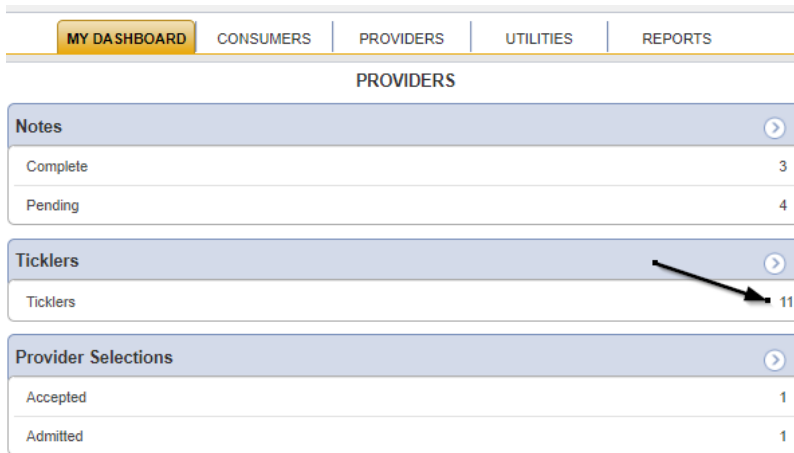 MY DASHBOARD CONSUMERS PROVIDERS UTILITIES REPORTS
PROVIDERS
Notes
Complete 3
Pending 4
Ticklers
Ticklers 11
Provider Selections
Accepted 1
Admitted 1